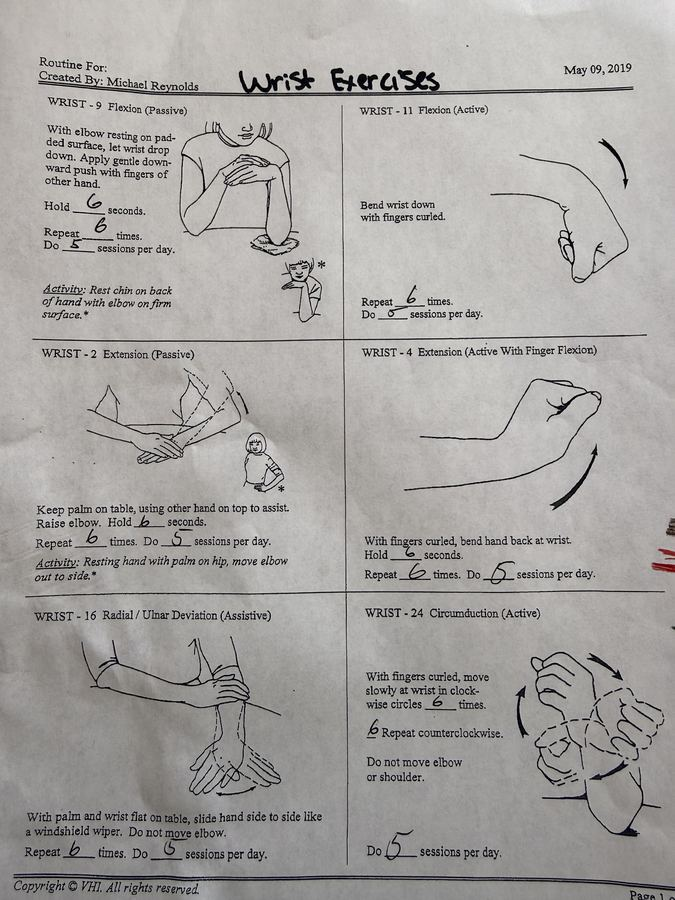 Routine For:
Created By: Michael Reynolds
Wrist Exercises
May 09, 2019
WRIST - 9 Flexion (Passive)
With elbow resting on pad-
ded surface, let wrist drop
down. Apply gentle down-
ward push with fingers of
other hand.
Hold 6 seconds.
Repeat 6 times.
Do 5 sessions per day.
Activity: Rest chin on back
of hand with elbow on firm
surface.*
*
WRIST - 11 Flexion (Active)
Bend wrist down
with fingers curled.
Repeat 6 times.
Do 5 sessions per day.
WRIST - 2 Extension (Passive)
*
Keep palm on table, using other hand on top to assist.
Raise elbow. Hold 6 seconds.
Repeat 6 times. Do 5 sessions per day.
Activity: Resting hand with palm on hip, move elbow
out to side.*
WRIST - 4 Extension (Active With Finger Flexion)
With fingers curled, bend hand back at wrist.
Hold 6 seconds.
Repeat 6 times. Do 5 sessions per day.
WRIST - 16 Radial / Ulnar Deviation (Assistive)
With palm and wrist flat on table, slide hand side to side like
a windshield wiper. Do not move elbow.
Repeat 6 times. Do 5 sessions per day.
WRIST - 24 Circumduction (Active)
With fingers curled, move
slowly at wrist in clock-
wise circles 6 times.
6 Repeat counterclockwise.
Do not move elbow
or shoulder.
Do 5 sessions per day.
Copyright © VHI. All rights reserved.
Page 1